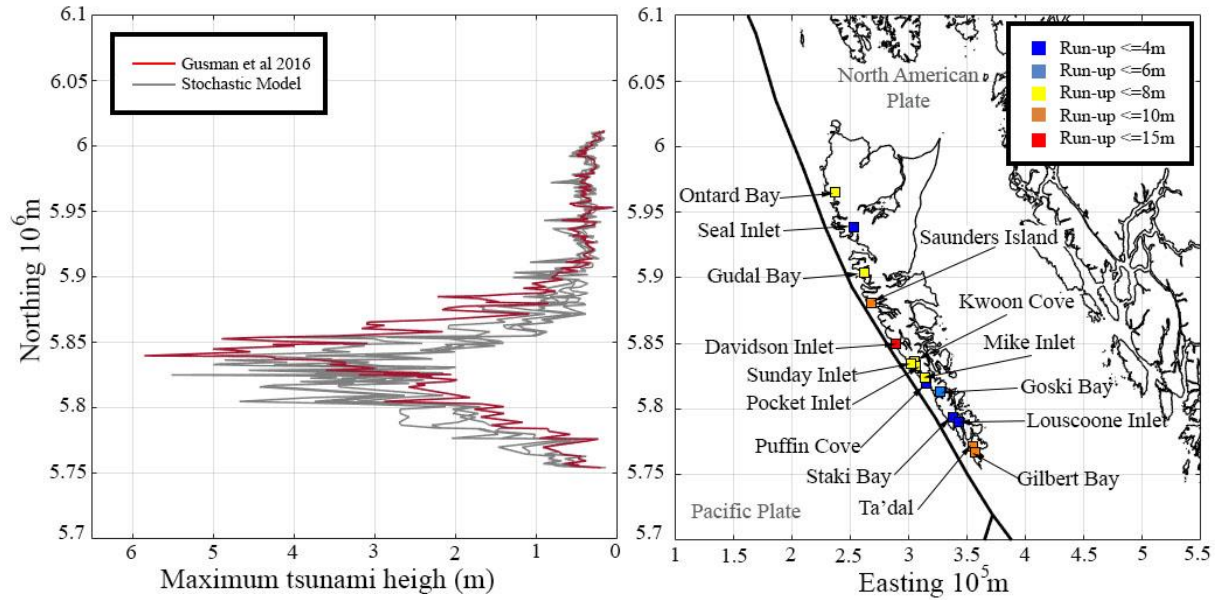 Gusman et al 2016
Stochastic Model
6.1
6.05
6
5.95
5.9
5.85
5.8
5.75
5.7
Northing 10⁶m
6
5
4
3
2
1
0
Maximum tsunami heigh (m)
6.1
6.05
6
5.95
5.9
5.85
5.8
5.75
5.7
North American
Plate
Run-up <=4m
Run-up <=6m
Run-up <=8m
Run-up <=10m
Run-up <=15m
Ontard Bay
Seal Inlet
Saunders Island
Gudal Bay
Kwoon Cove
Davidson Inlet
Mike Inlet
Sunday Inlet
Goski Bay
Pocket Inlet
Louscoone Inlet
Puffin Cove
Staki Bay
Gilbert Bay
Ta'dal
Pacific Plate
1
1.5
2
2.5
3
3.5
4
4.5
5
5.5
Easting 10⁵m